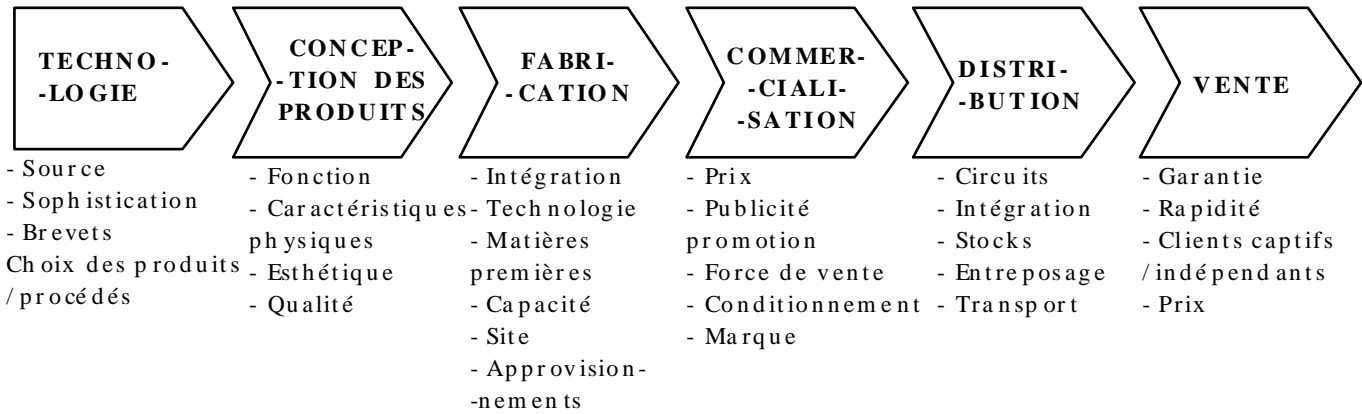 TECHNO-
-LOGIE
CONCEP-
-TION DES
PRODUITS
FABRI-
-CATION
COMMER-
-CIALI-
-SATION
DISTRI-
-BUTION
VENTE
- Source
- Sophistication
- Brevets
Choix des produits
/procédés
- Fonction
- Caractéristiques
physiques
- Esthétique
- Qualité
- Intégration
- Technologie
- Matières
premières
- Capacité
- Site
- Approvision-
-nements
- Prix
- Publicité
promotion
- Force de vente
- Conditionnement
- Marque
- Circuits
- Intégration
- Stocks
- Entreposage
- Transport
- Garantie
- Rapidité
- Clients captifs
/indépendants
- Prix